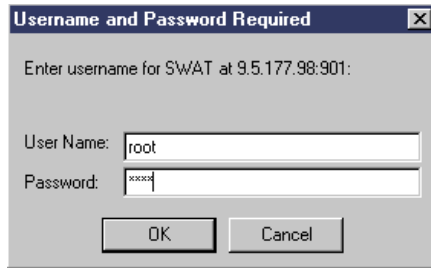 Username and Password Required
Enter username for SWAT at 9.5.177.98:901:
User Name: root
Password: ****
OK Cancel